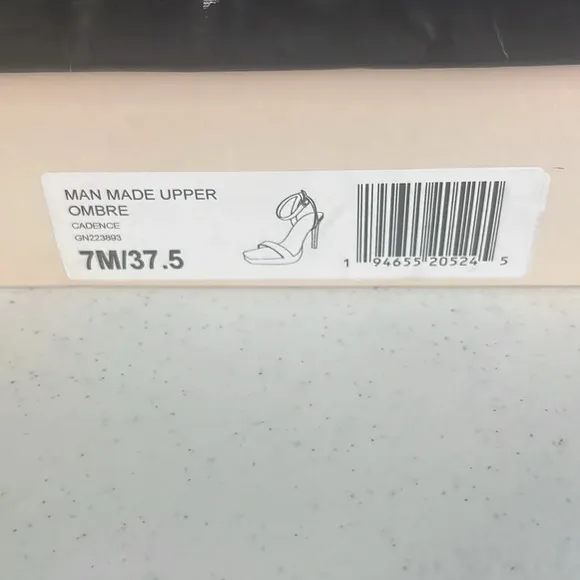 MAN MADE UPPER
OMBRE
CADENCE
GN223893
7M/37.5
1 94655 20524 5